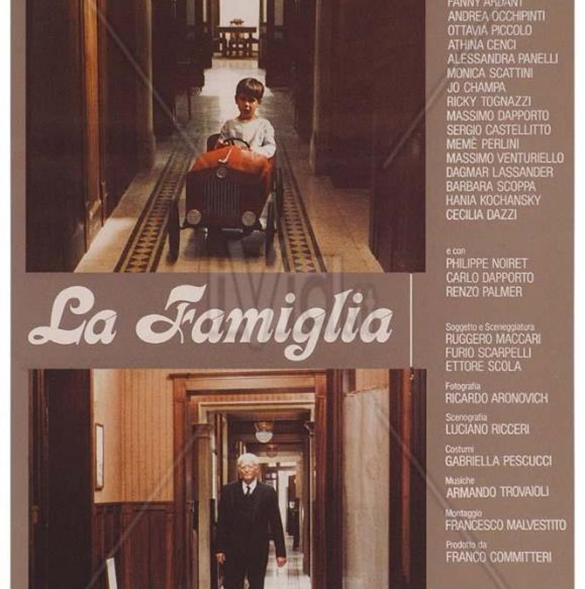 FANNY ARDANT
ANDREA OCCHIPINTI
OTTAVIA PICCOLO
ATHINA CENCI
ALESSANDRA PANELLI
MONICA SCATTINI
JO CHAMPA
RICKY TOGNAZZI
MASSIMO DAPPORTO
SERGIO CASTELLITTO
MEMÈ PERLINI
MASSIMO VENTURIELLO
DAGMAR LASSANDER
BARBARA SCOPPA
HANIA KOCHANSKY
CECILIA DAZZI
e con
PHILIPPE NOIRET
CARLO DAPPORTO
RENZO PALMER
La Famiglia
Soggetto e Sceneggiatura
RUGGERO MACCARI
FURIO SCARPELLI
ETTORE SCOLA
Fotografia
RICARDO ARONOVICH
Scenografia
LUCIANO RICCERI
Costumi
GABRIELLA PESCUCCI
Musiche
ARMANDO TROVAIOLI
Montaggio
FRANCESCO MALVESTITO
Prodotto da
FRANCO COMMITTERI